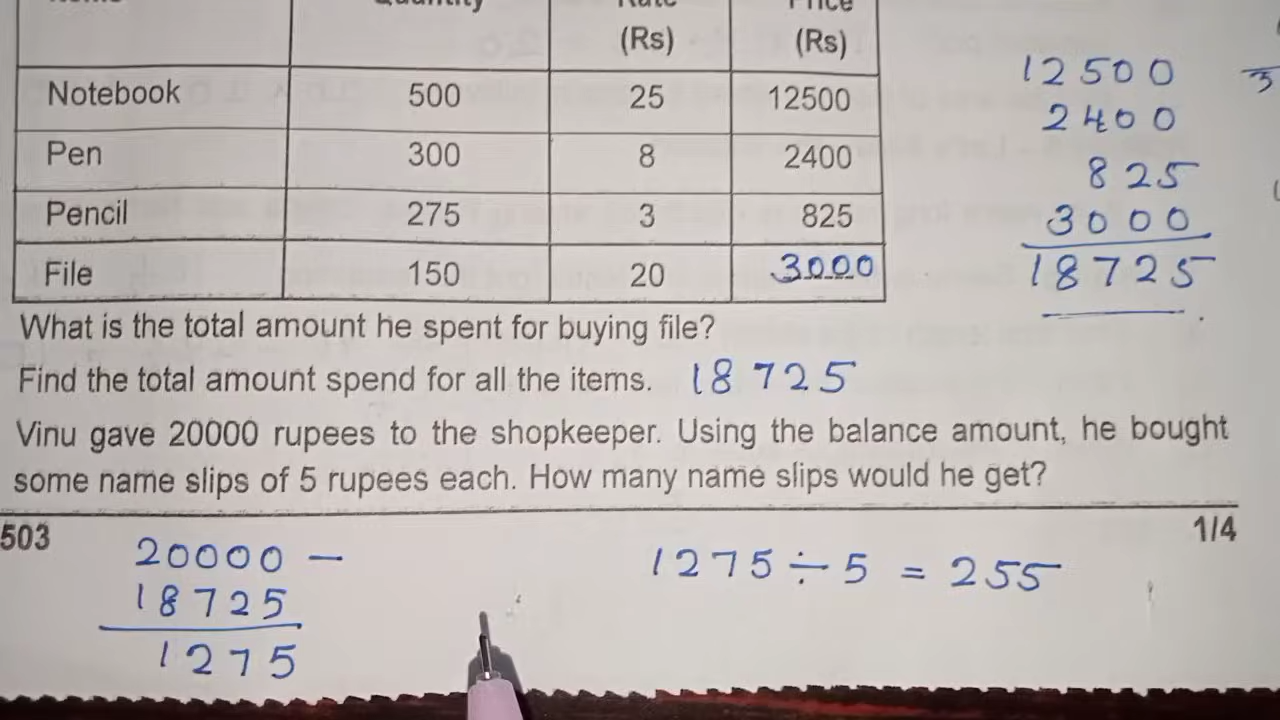 (Rs) (Rs)
Notebook 500 25 12500
Pen 300 8 2400
Pencil 275 3 825
File 150 20 3000
12500
2400
825
3000
18725
What is the total amount he spent for buying file?
Find the total amount spend for all the items. 18725
Vinu gave 20000 rupees to the shopkeeper. Using the balance amount, he bought
some name slips of 5 rupees each. How many name slips would he get?
503 1/4
20000 −
18725
1275
1275 ÷ 5 = 255